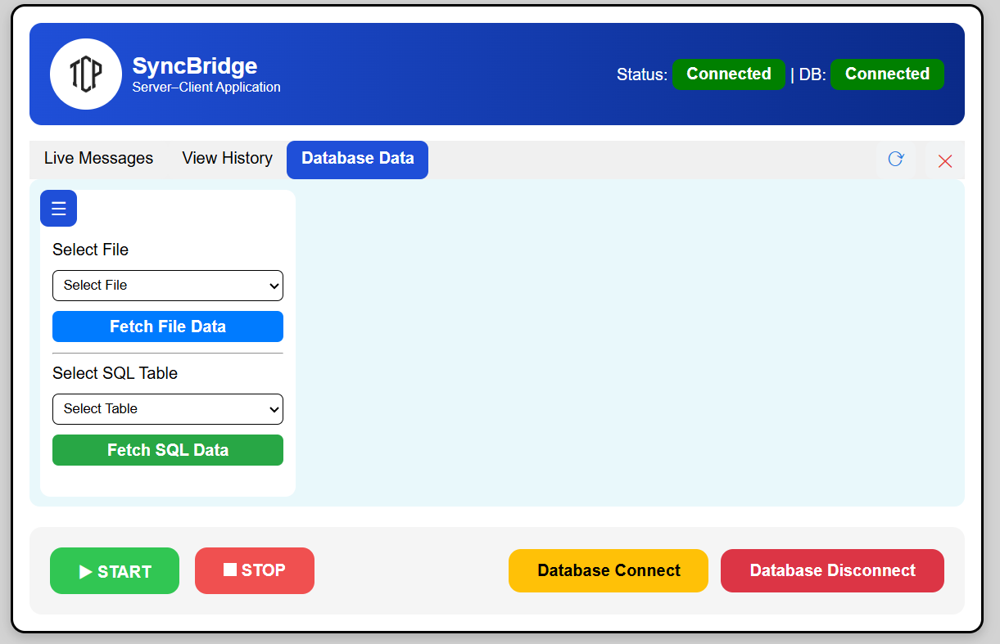 TCP
SyncBridge
Server–Client Application
Status: Connected | DB: Connected
Live Messages View History Database Data
Select File
Select File
Fetch File Data
Select SQL Table
Select Table
Fetch SQL Data
START STOP Database Connect Database Disconnect